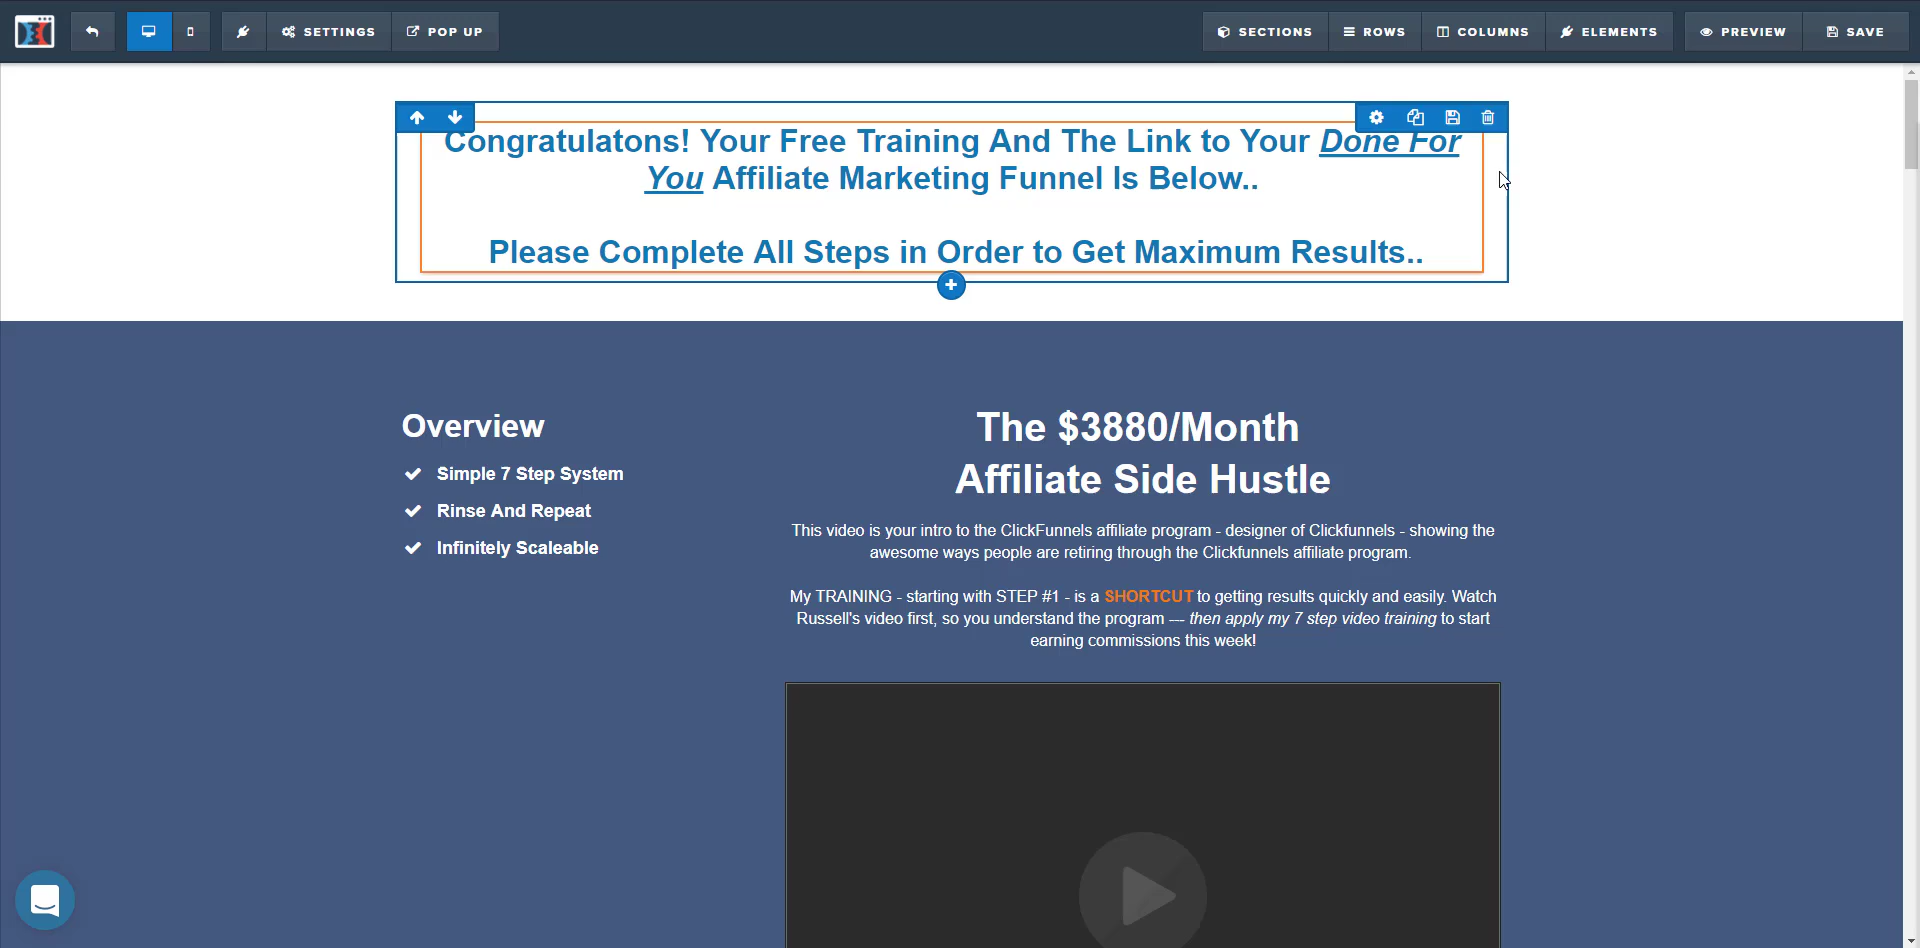 SETTINGS
POP UP
SECTIONS
ROWS
COLUMNS
ELEMENTS
PREVIEW
SAVE
Congratulatons! Your Free Training And The Link to Your Done For
You Affiliate Marketing Funnel Is Below..
Please Complete All Steps in Order to Get Maximum Results..
Overview
Simple 7 Step System
Rinse And Repeat
Infinitely Scaleable
The $3880/Month
Affiliate Side Hustle
This video is your intro to the ClickFunnels affiliate program - designer of Clickfunnels - showing the
awesome ways people are retiring through the Clickfunnels affiliate program.
My TRAINING - starting with STEP #1 - is a SHORTCUT to getting results quickly and easily. Watch
Russell's video first, so you understand the program --- then apply my 7 step video training to start
earning commissions this week!